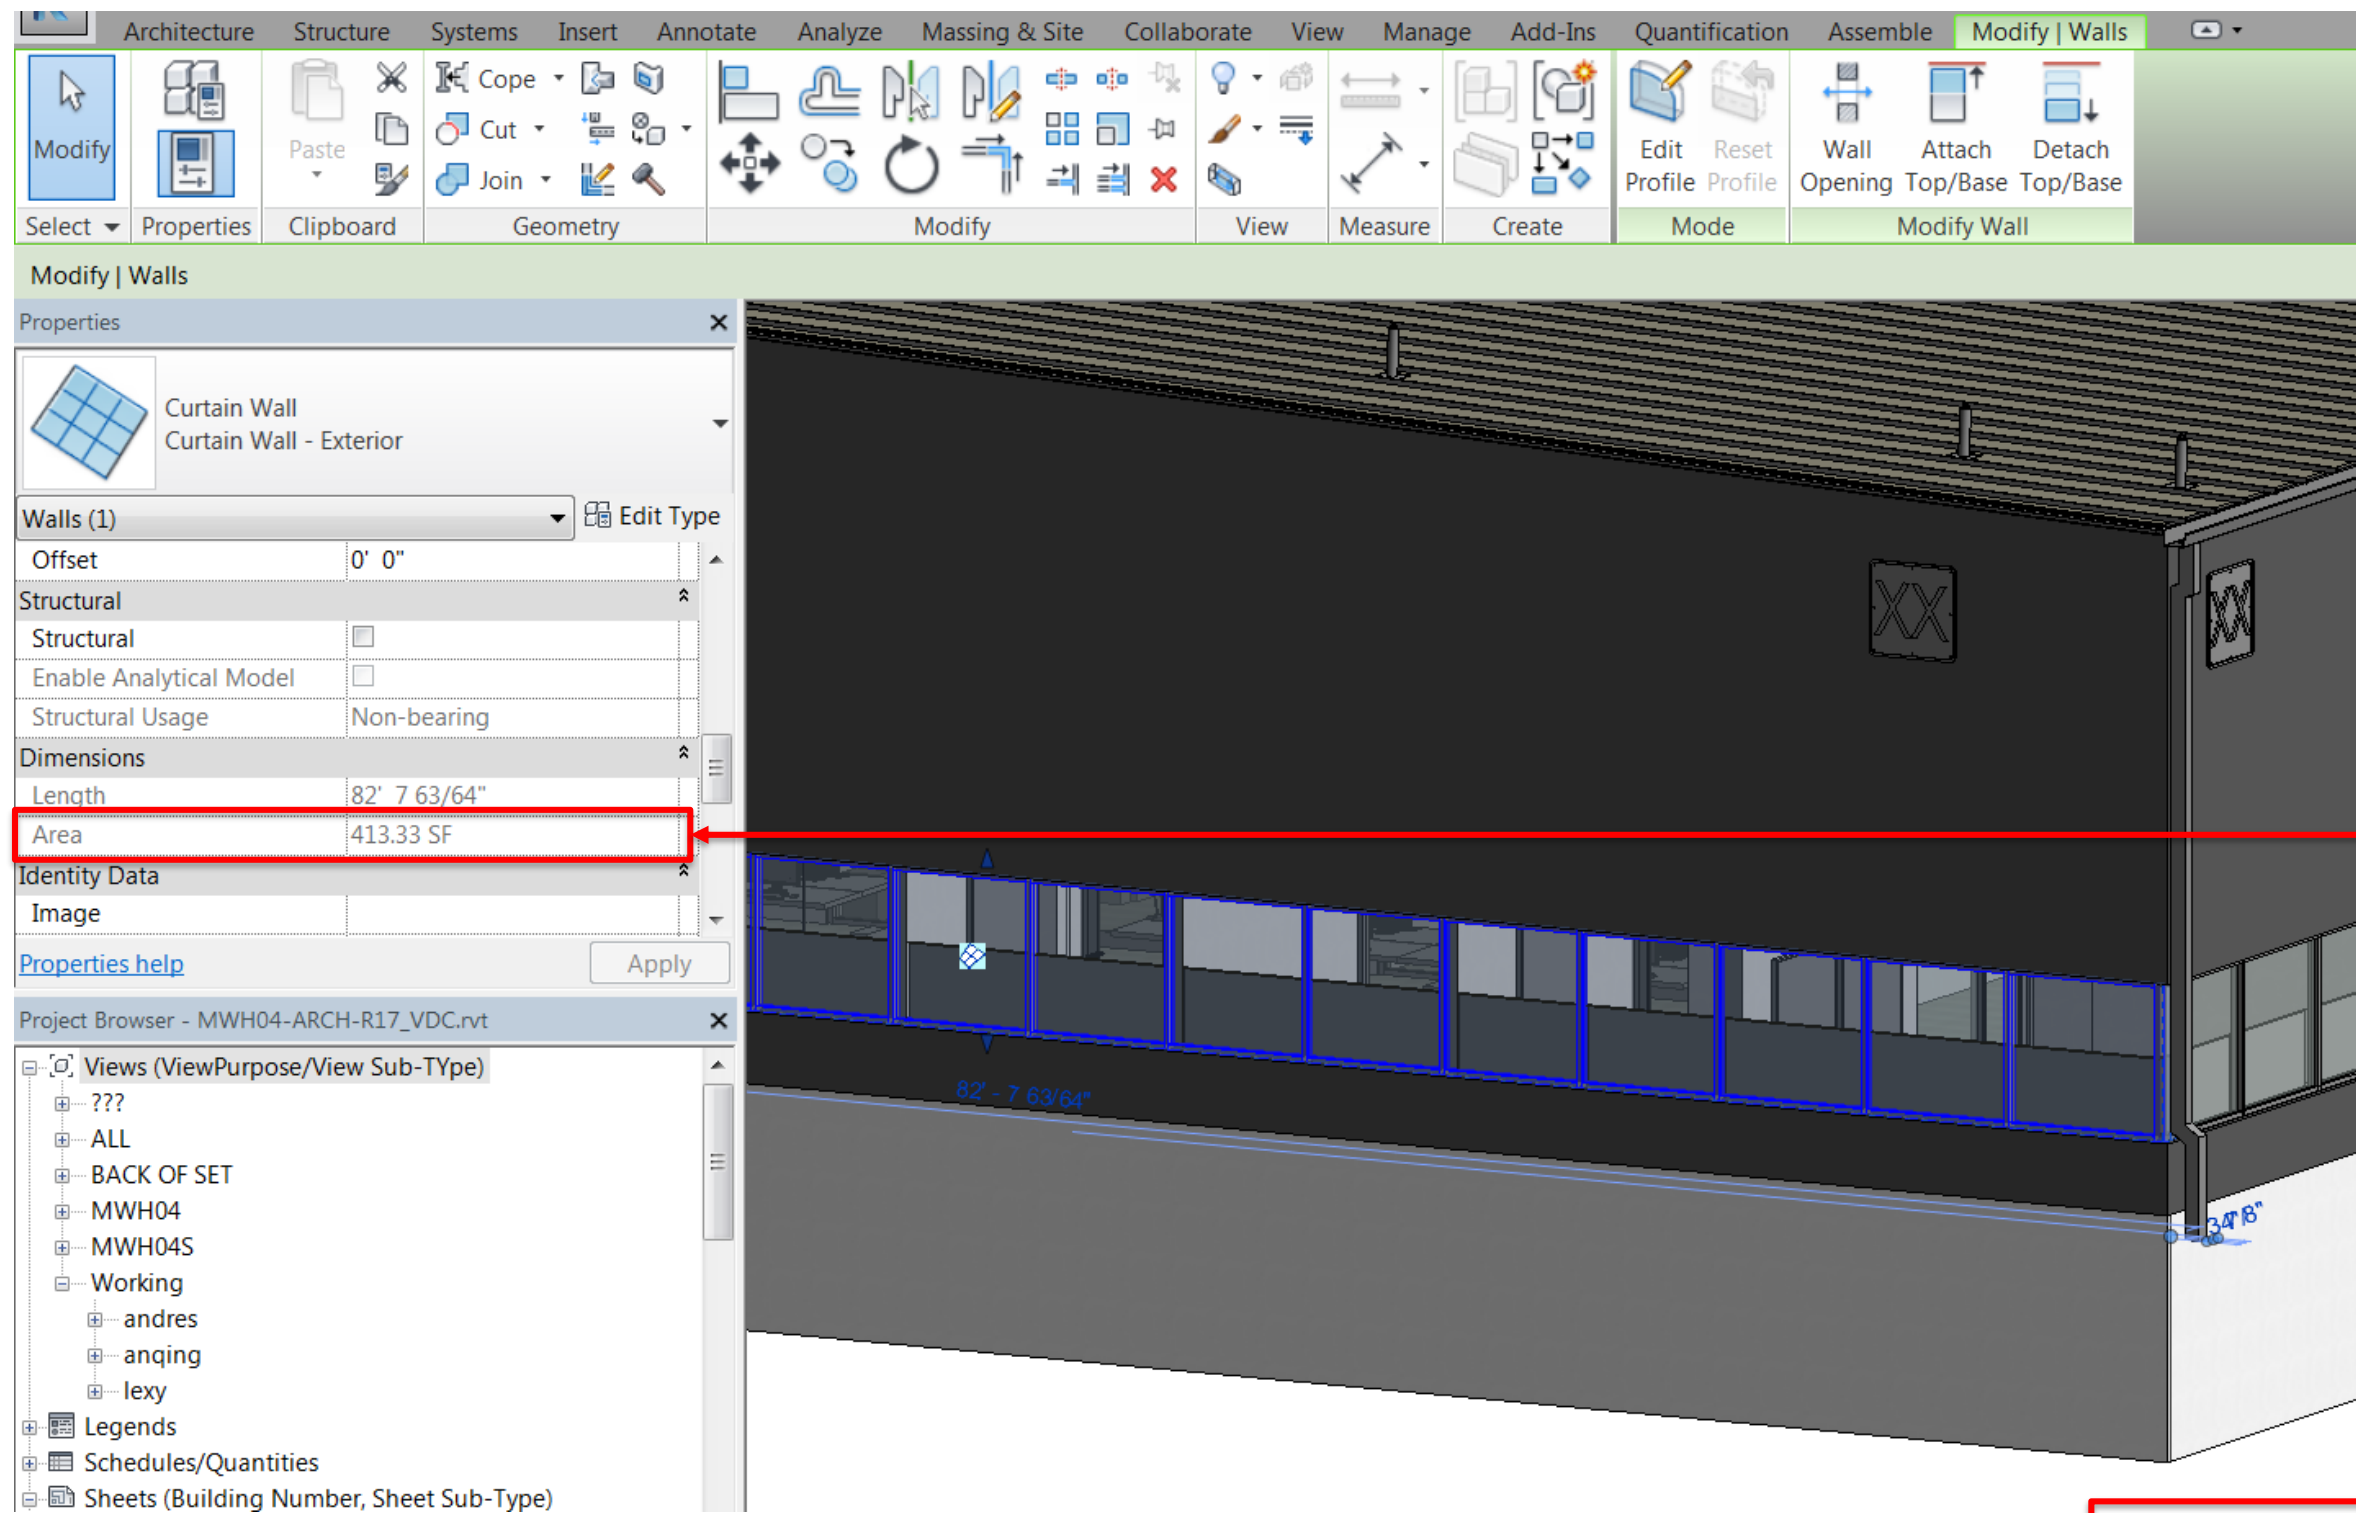 Architecture Structure Systems Insert Annotate Analyze Massing & Site Collaborate View Manage Add-Ins Quantification Assemble Modify | Walls
Modify
Paste
Cope
Cut
Join
Edit Profile
Reset Profile
Wall Opening
Attach Top/Base
Detach Top/Base
Select Properties Clipboard Geometry Modify View Measure Create Mode Modify Wall
Modify | Walls
Properties
Curtain Wall
Curtain Wall - Exterior
Walls (1) Edit Type
Offset 0' 0"
Structural
Structural
Enable Analytical Model
Structural Usage Non-bearing
Dimensions
Length 82' 7 63/64"
Area 413.33 SF
Identity Data
Image
Properties help Apply
Project Browser - MWH04-ARCH-R17_VDC.rvt
Views (ViewPurpose/View Sub-TYpe)
???
ALL
BACK OF SET
MWH04
MWH04S
Working
andres
anqing
lexy
Legends
Schedules/Quantities
Sheets (Building Number, Sheet Sub-Type)
XX
XX
82' - 7 63/64"